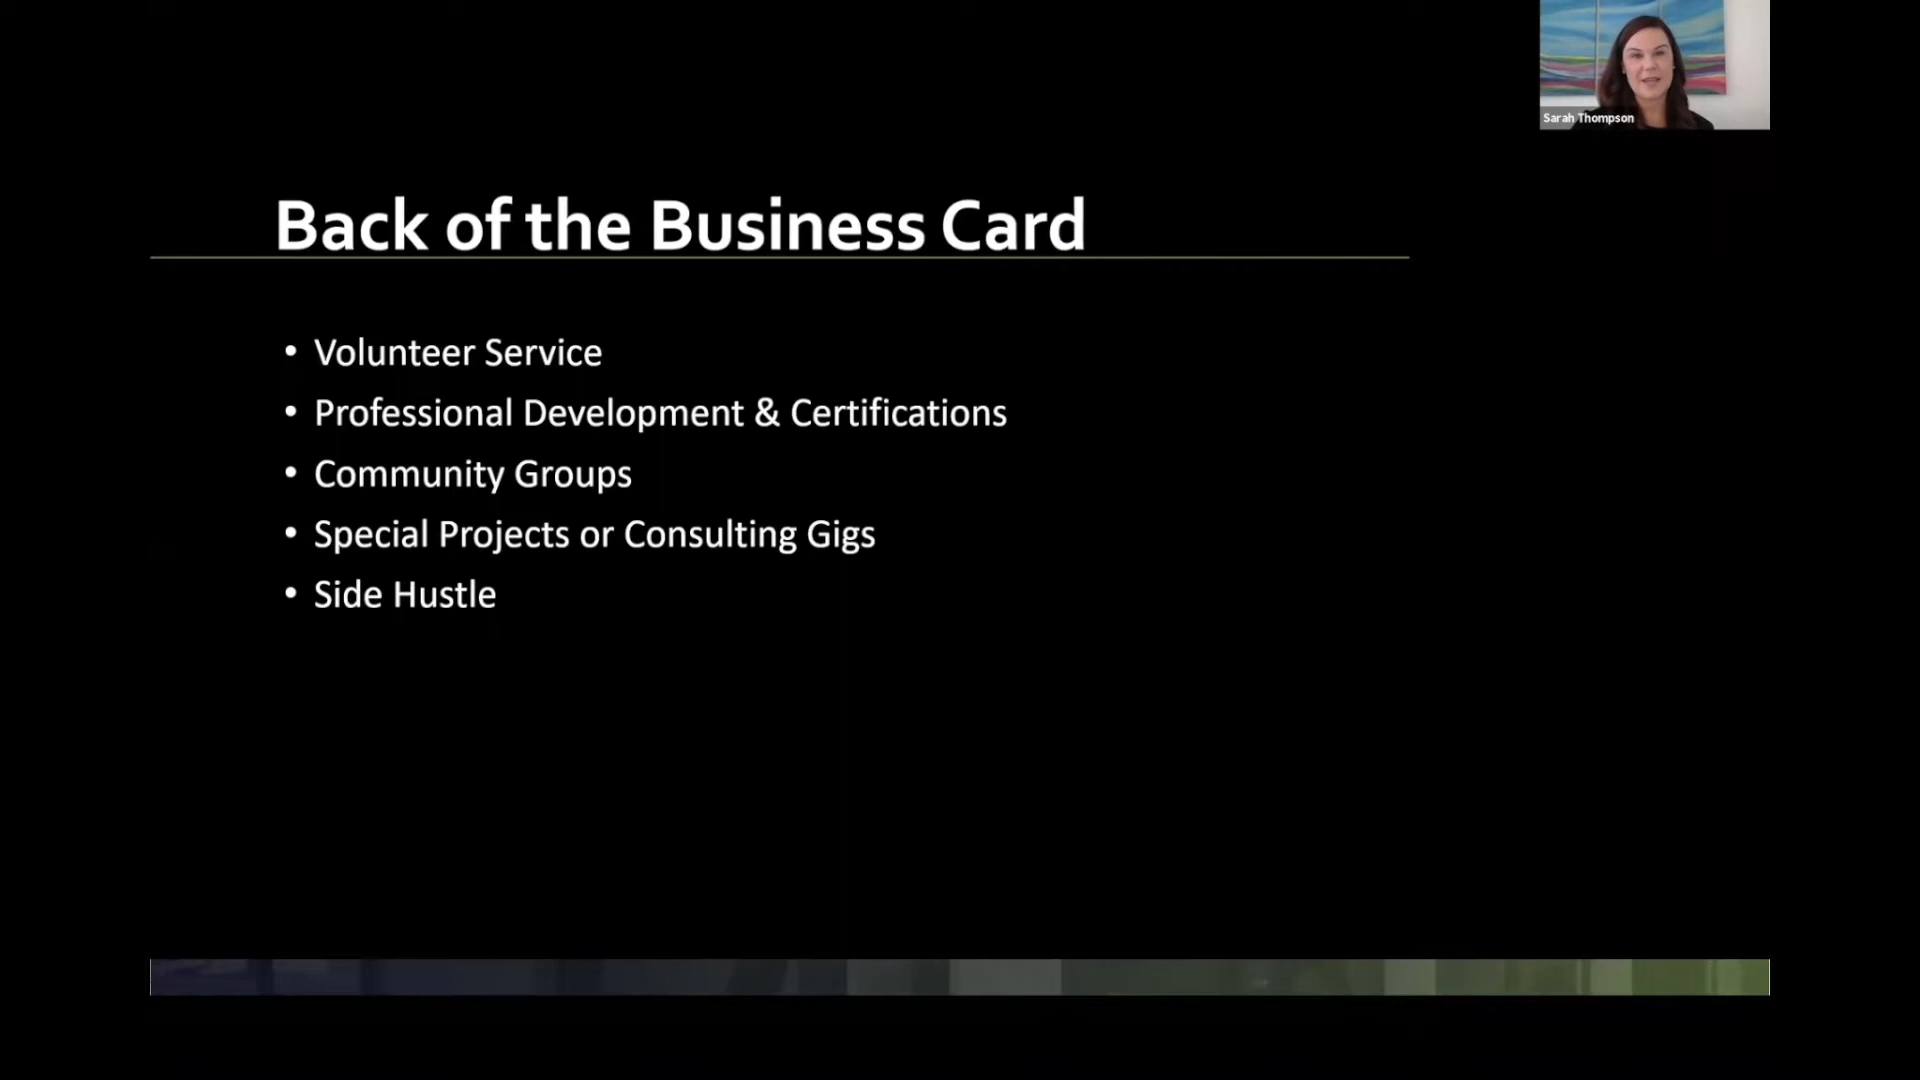 Sarah Thompson
Back of the Business Card
• Volunteer Service
• Professional Development & Certifications
• Community Groups
• Special Projects or Consulting Gigs
• Side Hustle